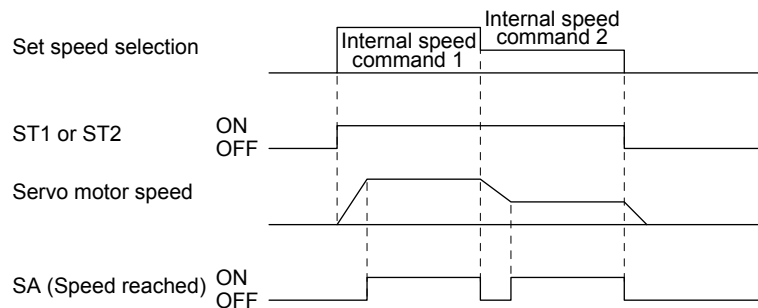 Set speed selection
Internal speed
command 1
Internal speed
command 2
ST1 or ST2
ON
OFF
Servo motor speed
SA (Speed reached)
ON
OFF